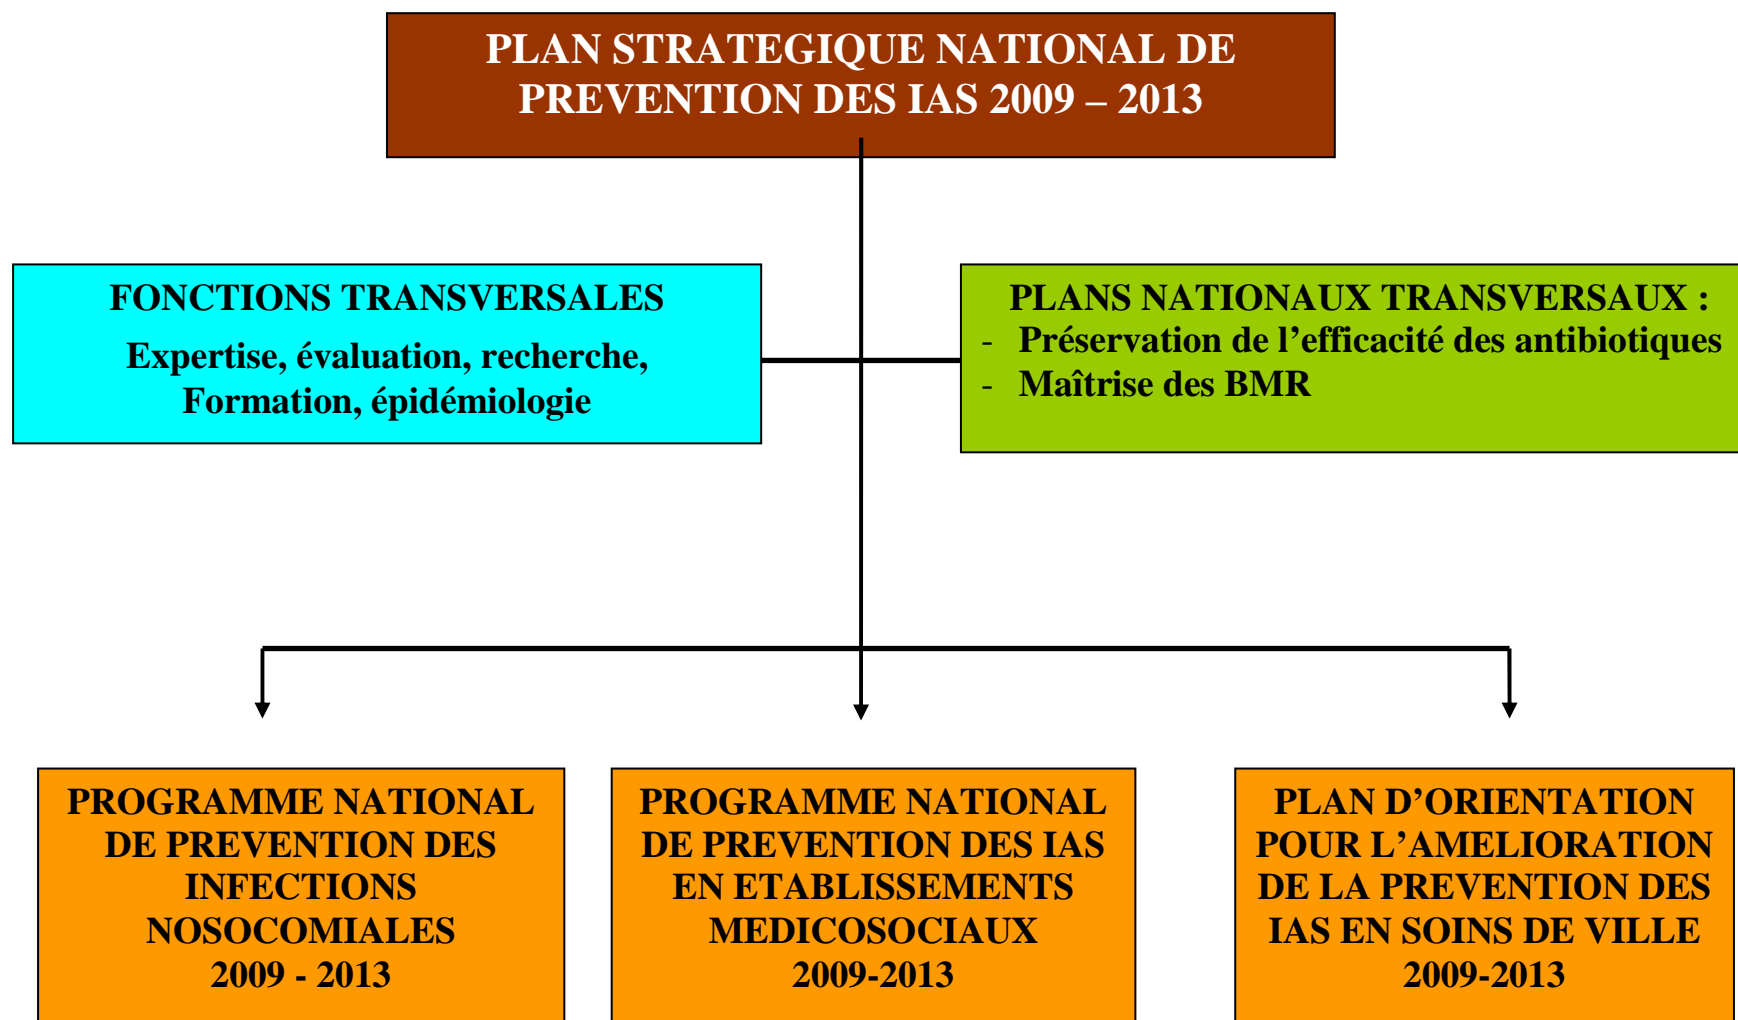 PLAN STRATEGIQUE NATIONAL DE
PREVENTION DES IAS 2009 – 2013
FONCTIONS TRANSVERSALES
Expertise, évaluation, recherche,
Formation, épidémiologie
PLANS NATIONAUX TRANSVERSAUX :
- Préservation de l’efficacité des antibiotiques
- Maîtrise des BMR
PROGRAMME NATIONAL
DE PREVENTION DES
INFECTIONS
NOSOCOMIALES
2009 - 2013
PROGRAMME NATIONAL
DE PREVENTION DES IAS
EN ETABLISSEMENTS
MEDICOSOCIAUX
2009-2013
PLAN D’ORIENTATION
POUR L’AMELIORATION
DE LA PREVENTION DES
IAS EN SOINS DE VILLE
2009-2013